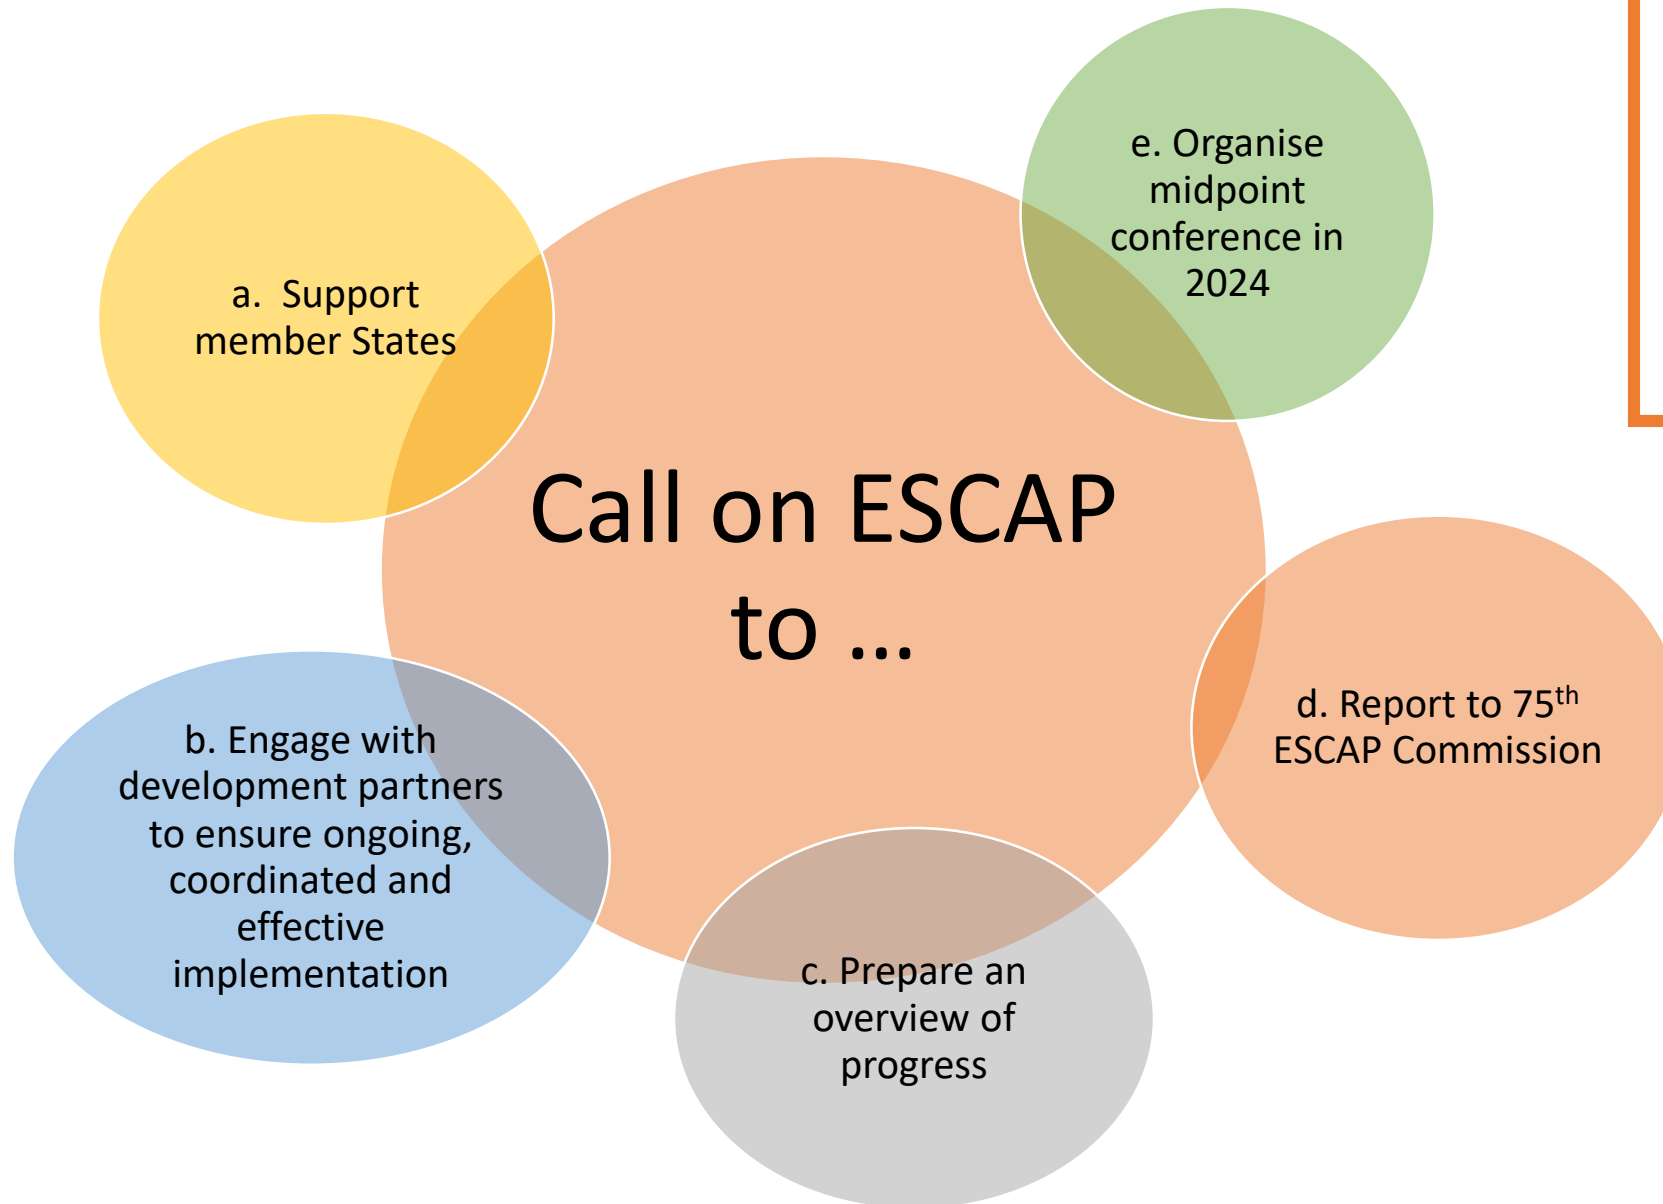 Call on ESCAP
to ...
a. Support
member States
b. Engage with
development partners
to ensure ongoing,
coordinated and
effective
implementation
c. Prepare an
overview of
progress
d. Report to 75th
ESCAP Commission
e. Organise
midpoint
conference in
2024